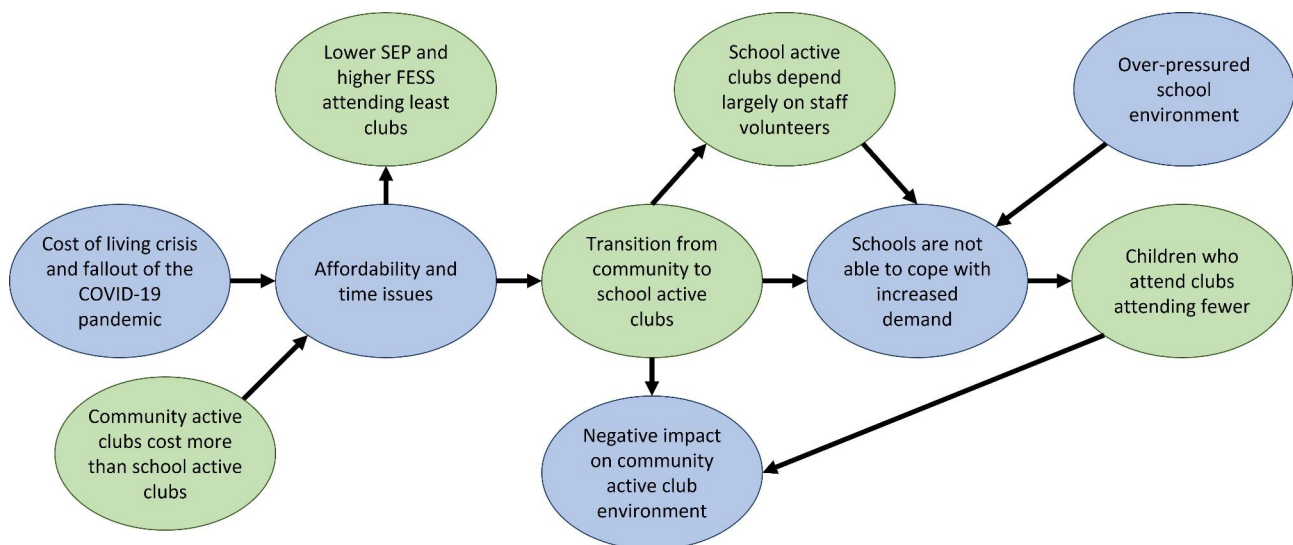 Lower SEP and
higher FESS
attending least
clubs
School active
clubs depend
largely on staff
volunteers
Over-pressured
school
environment
Cost of living crisis
and fallout of the
COVID-19
pandemic
Affordability and
time issues
Transition from
community to
school active
clubs
Schools are not
able to cope with
increased
demand
Children who
attend clubs
attending fewer
Community active
clubs cost more
than school active
clubs
Negative impact
on community
active club
environment